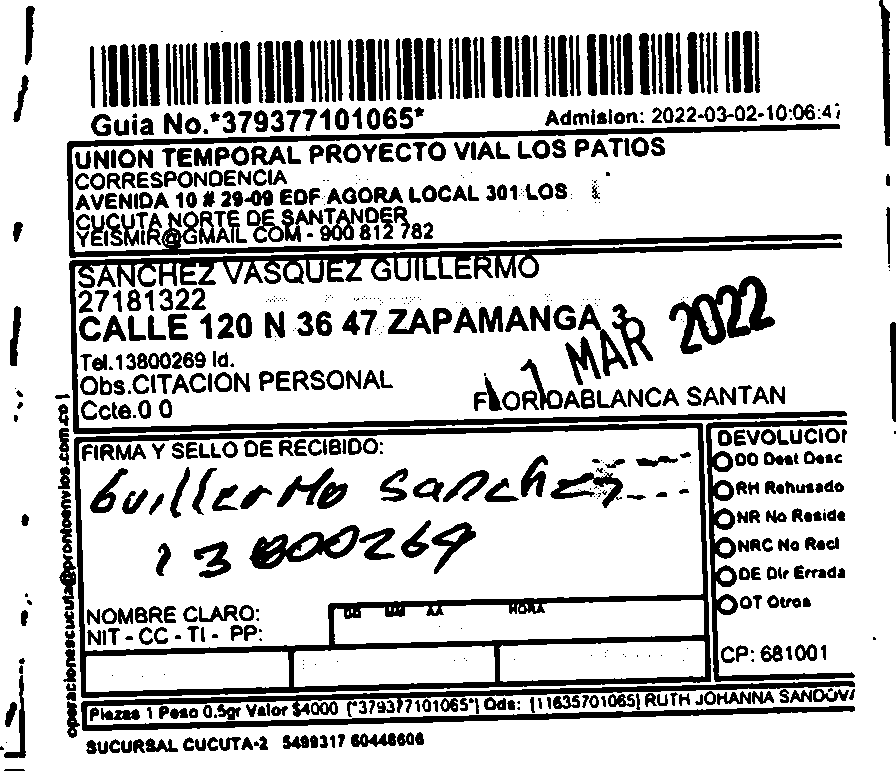 Guia No.*379377101065*
Admision: 2022-03-02-10:06:47
UNION TEMPORAL PROYECTO VIAL LOS PATIOS
CORRESPONDENCIA
AVENIDA 10 # 29-09 EDF AGORA LOCAL 301 LOS
CUCUTA NORTE DE SANTANDER
YEISMIR@GMAIL COM - 900 812 782
SANCHEZ VASQUEZ GUILLERMO
27181322
CALLE 120 N 36 47 ZAPAMANGA 3
Tel.13800269 Id.
Obs.CITACION PERSONAL
11 MAR 2022
Ccte.0 0
FLORIDABLANCA SANTAN
operacionescucuta@prontoenvios.com.co
FIRMA Y SELLO DE RECIBIDO:
Guillermo Sanchez
13800269
NOMBRE CLARO:
NIT - CC - TI - PP:
DD MM AA HORA
DEVOLUCION
DD Dest Desc
RH Rehusado
NR No Reside
NRC No Recl
DE Dir Errada
OT Otros
CP: 681001
Piezas 1 Peso 0.5gr Valor $4000 [*379377101065*] Ods: [11635701065] RUTH JOHANNA SANDOVA
SUCURSAL CUCUTA-2 5499317 60448606